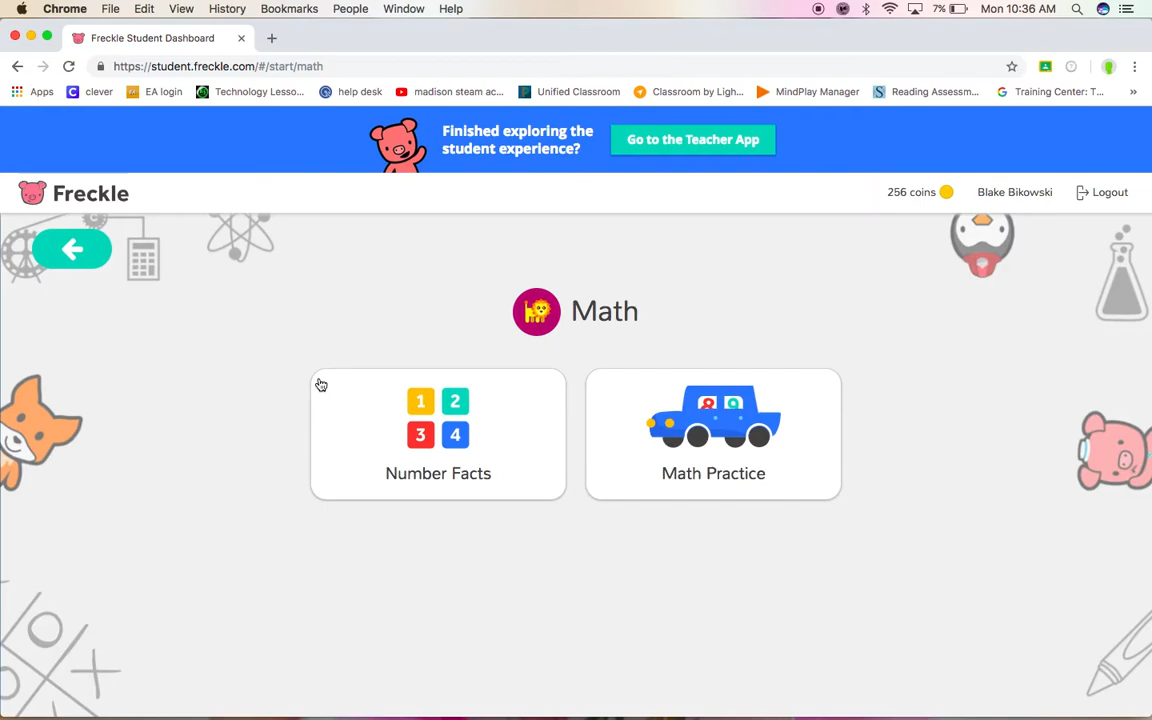 Chrome File Edit View History Bookmarks People Window Help 7% Mon 10:36 AM
Freckle Student Dashboard
https://student.freckle.com/#/start/math
Apps clever EA login Technology Lesso... help desk madison steam ac... Unified Classroom Classroom by Ligh... MindPlay Manager Reading Assessm... Training Center: T...
Finished exploring the
student experience?
Go to the Teacher App
Freckle 256 coins Blake Bikowski Logout
Math
1 2
3 4
8 9
Number Facts Math Practice